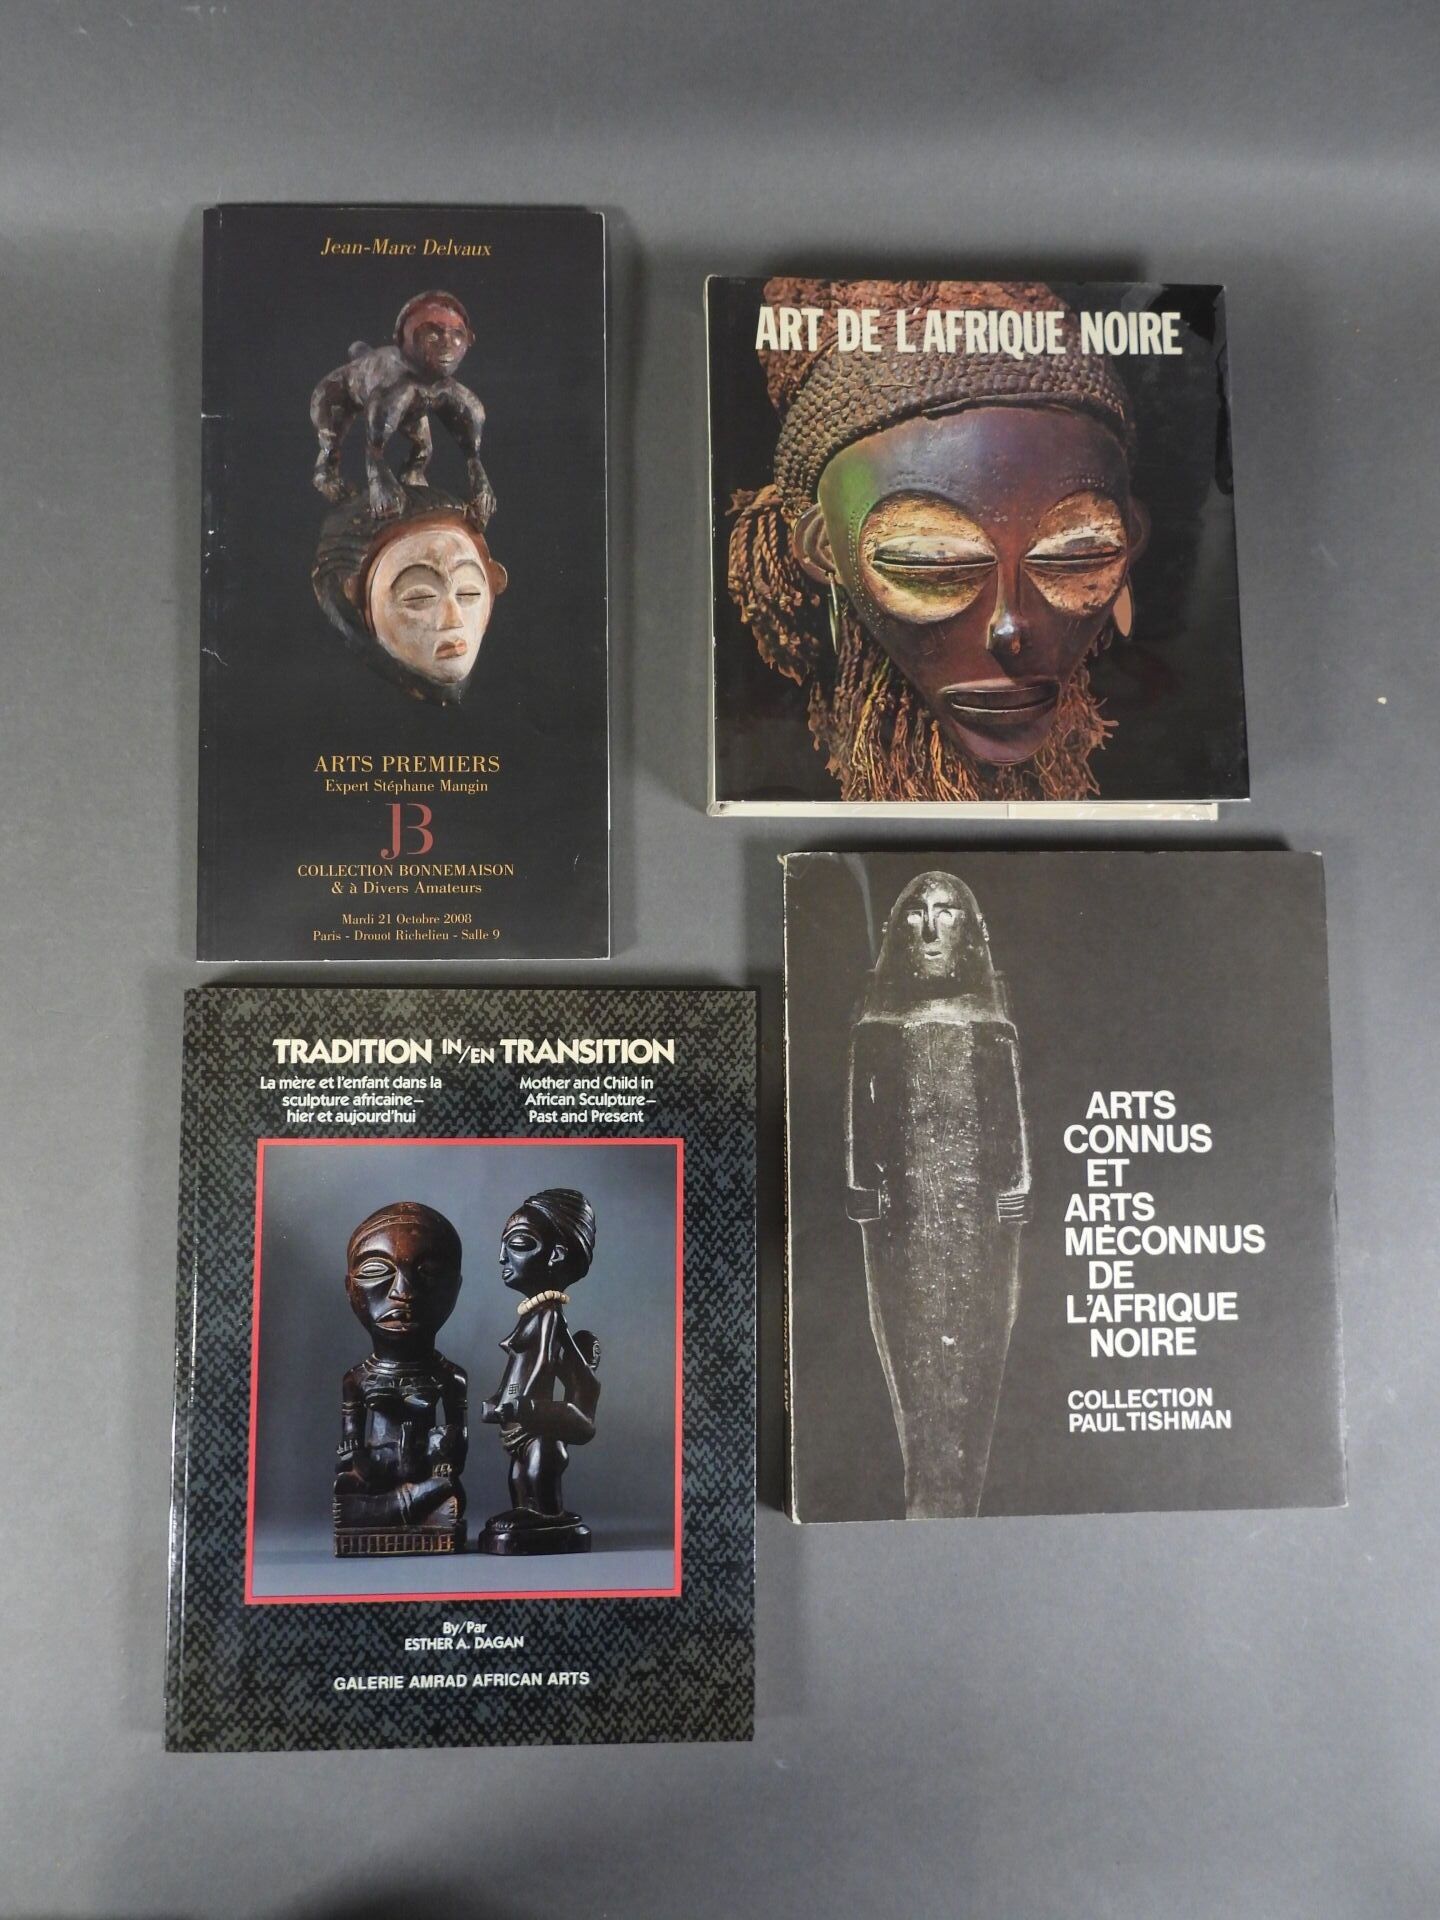 Jean-Marc Delvaux
ARTS PREMIERS
Expert Stéphane Mangin
JB
COLLECTION BONNEMAISON
& à Divers Amateurs
Mardi 21 Octobre 2008
Paris - Drouot Richelieu - Salle 9
ART DE L'AFRIQUE NOIRE
TRADITION IN/EN TRANSITION
La mère et l'enfant dans la
sculpture africaine–
hier et aujourd'hui
Mother and Child in
African Sculpture–
Past and Present
By/Par
ESTHER A. DAGAN
GALERIE AMRAD AFRICAN ARTS
ARTS
CONNUS
ET
ARTS
MÉCONNUS
DE
L'AFRIQUE
NOIRE
COLLECTION
PAUL TISHMAN